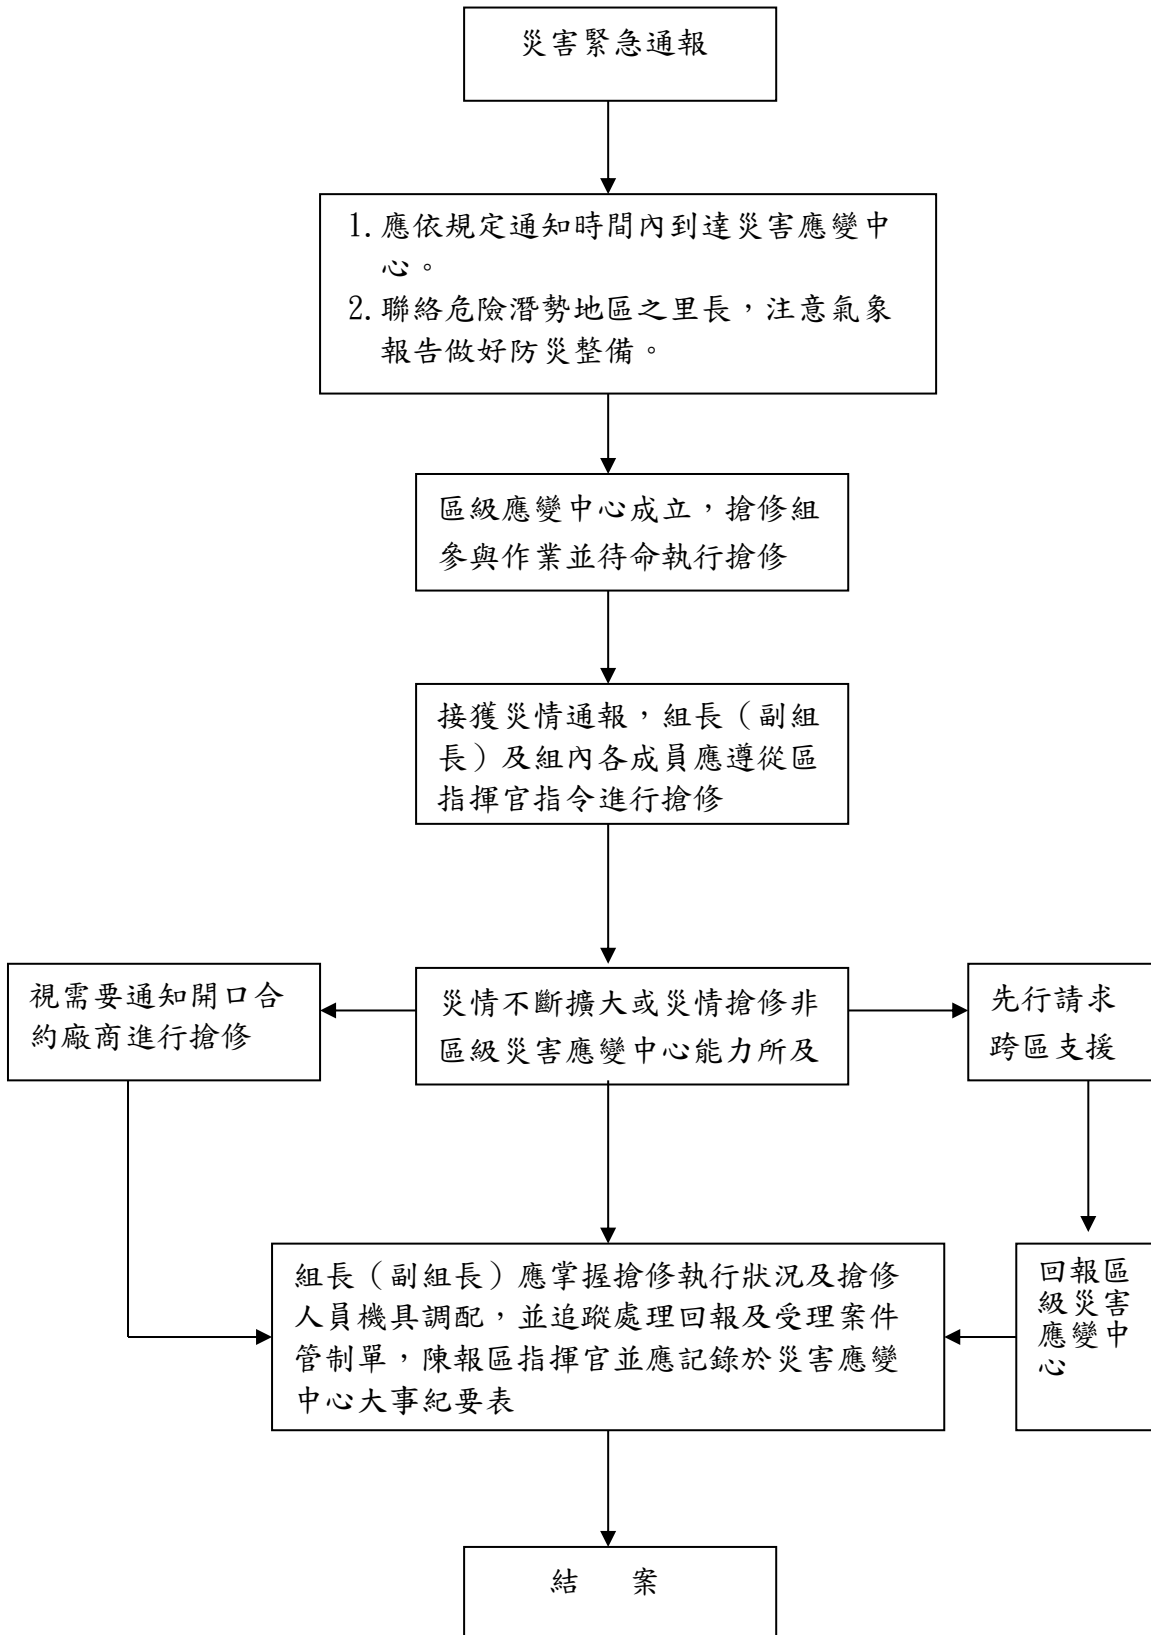 災害緊急通報
1. 應依規定通知時間內到達災害應變中
心。
2. 聯絡危險潛勢地區之里長，注意氣象
報告做好防災整備。
區級應變中心成立，搶修組
參與作業並待命執行搶修
接獲災情通報，組長（副組
長）及組內各成員應遵從區
指揮官指令進行搶修
視需要通知開口合
約廠商進行搶修
災情不斷擴大或災情搶修非
區級災害應變中心能力所及
先行請求
跨區支援
組長（副組長）應掌握搶修執行狀況及搶修
人員機具調配，並追蹤處理回報及受理案件
管制單，陳報區指揮官並應記錄於災害應變
中心大事紀要表
回報區
級災害
應變中
心
結　案